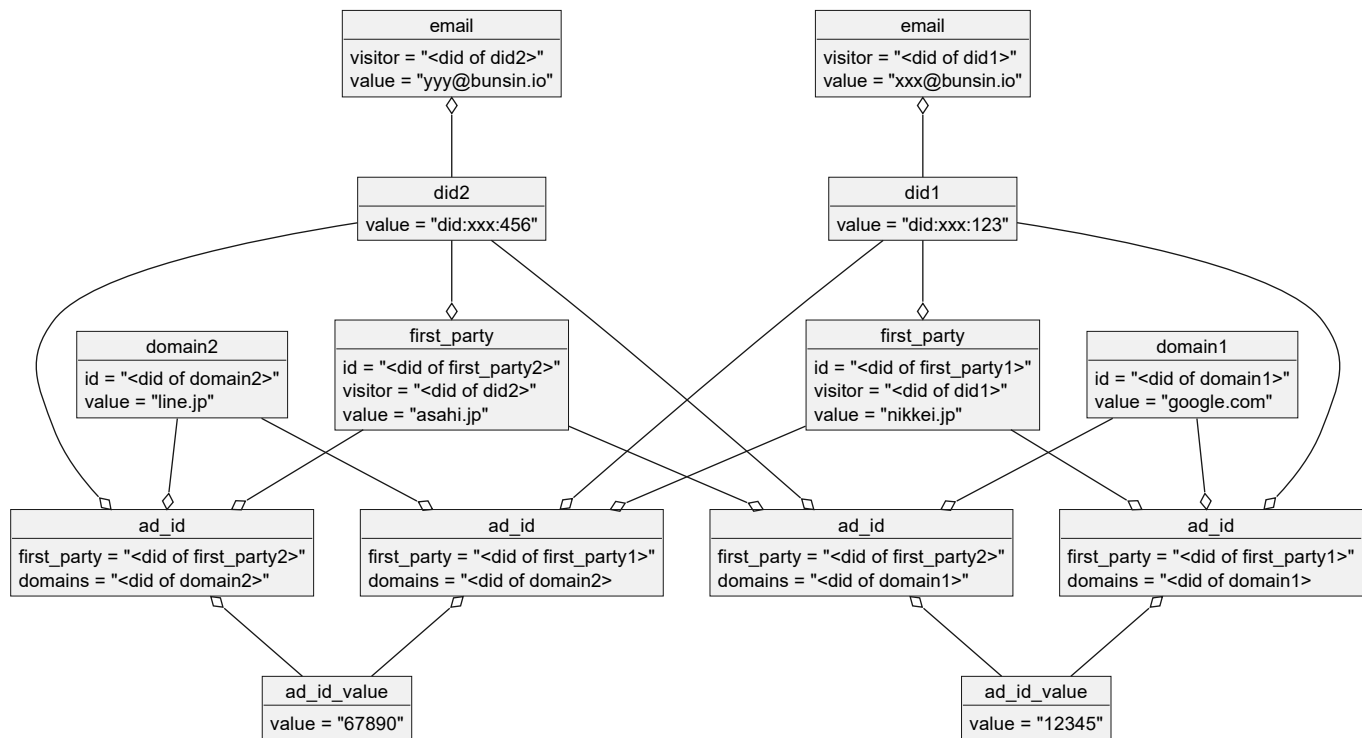 email
visitor = "<did of did2>"
value = "yyy@bunsin.io"
email
visitor = "<did of did1>"
value = "xxx@bunsin.io"
did2
value = "did:xxx:456"
did1
value = "did:xxx:123"
domain2
id = "<did of domain2>"
value = "line.jp"
first_party
id = "<did of first_party2>"
visitor = "<did of did2>"
value = "asahi.jp"
first_party
id = "<did of first_party1>"
visitor = "<did of did1>"
value = "nikkei.jp"
domain1
id = "<did of domain1>"
value = "google.com"
ad_id
first_party = "<did of first_party2>"
domains = "<did of domain2>"
ad_id
first_party = "<did of first_party1>"
domains = "<did of domain2>
ad_id
first_party = "<did of first_party2>"
domains = "<did of domain1>"
ad_id
first_party = "<did of first_party1>"
domains = "<did of domain1>
ad_id_value
value = "67890"
ad_id_value
value = "12345"